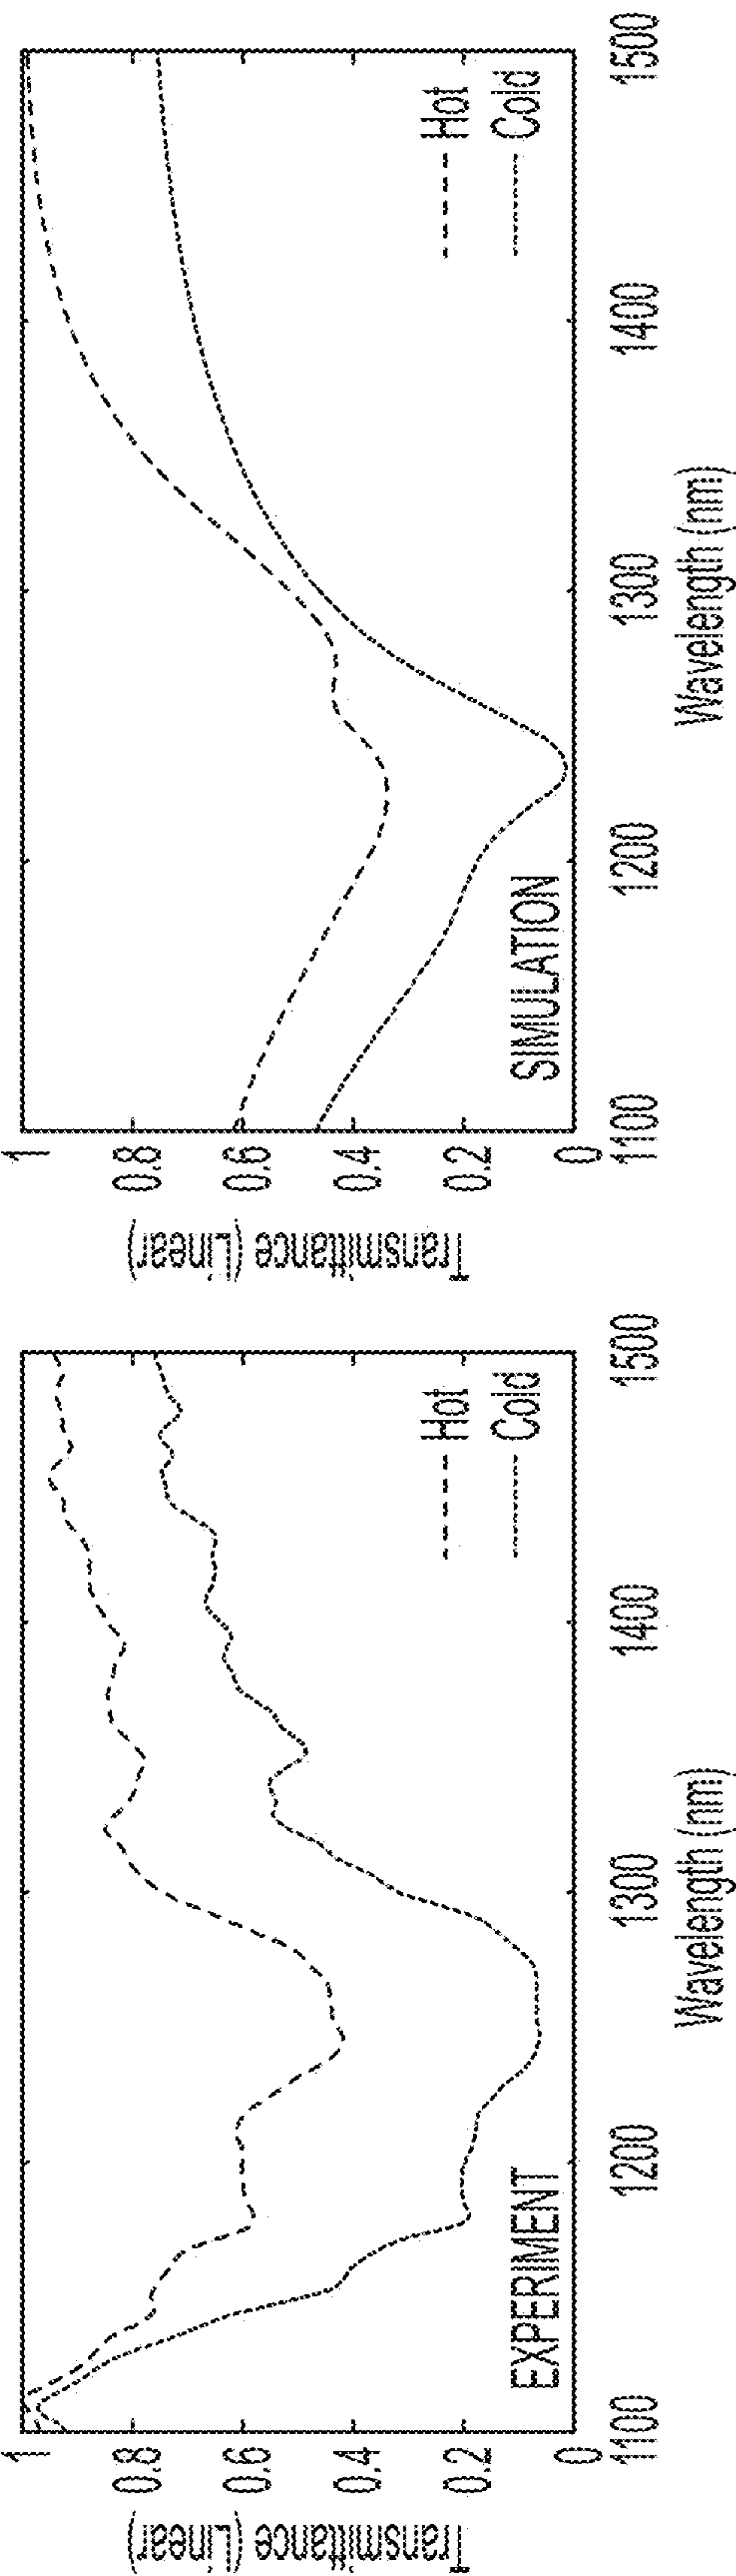 Transmittance (Linear)
1
0.8
0.6
0.4
0.2
0
EXPERIMENT
Hot
Cold
1100
1200
1300
1400
1500
Wavelength (nm)
Transmittance (Linear)
1
0.8
0.6
0.4
0.2
0
SIMULATION
Hot
Cold
1100
1200
1300
1400
1500
Wavelength (nm)